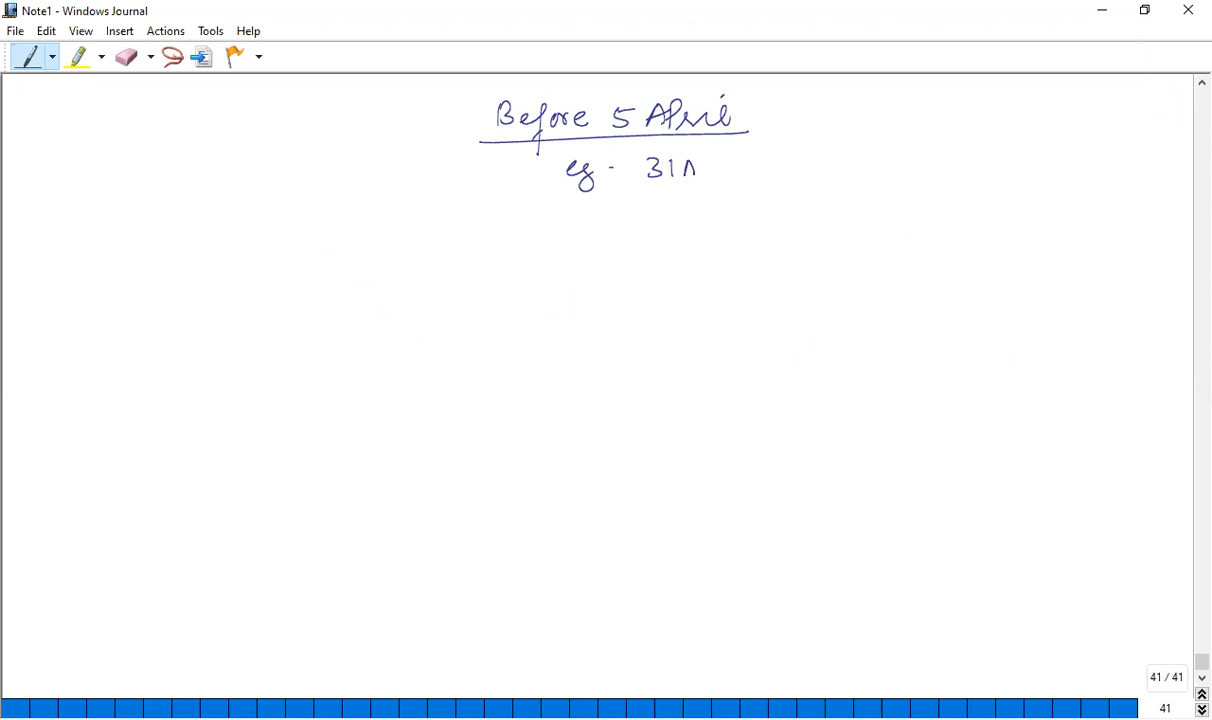 Note1 - Windows Journal
File Edit View Insert Actions Tools Help
Before 5 April
eg - 31
41 / 41
41